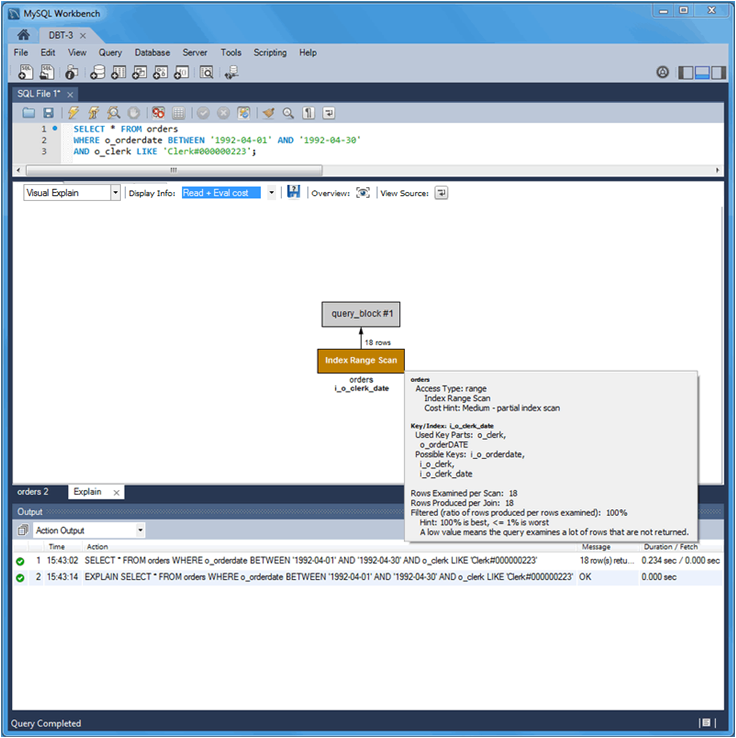 MySQL Workbench
DBT-3
File Edit View Query Database Server Tools Scripting Help
SQL File 1*
1 SELECT * FROM orders
2 WHERE o_orderdate BETWEEN '1992-04-01' AND '1992-04-30'
3 AND o_clerk LIKE 'Clerk#000000223';
Visual Explain Display Info: Read + Eval cost Overview: View Source:
query_block #1
18 rows
Index Range Scan
orders
i_o_clerk_date
orders
Access Type: range
Index Range Scan
Cost Hint: Medium - partial index scan
Key/Index: i_o_clerk_date
Used Key Parts: o_clerk,
o_orderDATE
Possible Keys: i_o_orderdate,
i_o_clerk,
i_o_clerk_date
Rows Examined per Scan: 18
Rows Produced per Join: 18
Filtered (ratio of rows produced per rows examined): 100%
Hint: 100% is best, <= 1% is worst
A low value means the query examines a lot of rows that are not returned.
orders 2 Explain
Output
Action Output
Time Action Message Duration / Fetch
1 15:43:02 SELECT * FROM orders WHERE o_orderdate BETWEEN '1992-04-01' AND '1992-04-30' AND o_clerk LIKE 'Clerk#000000223' 18 row(s) retu... 0.234 sec / 0.000 sec
2 15:43:14 EXPLAIN SELECT * FROM orders WHERE o_orderdate BETWEEN '1992-04-01' AND '1992-04-30' AND o_clerk LIKE 'Clerk#000000223' OK 0.000 sec
Query Completed